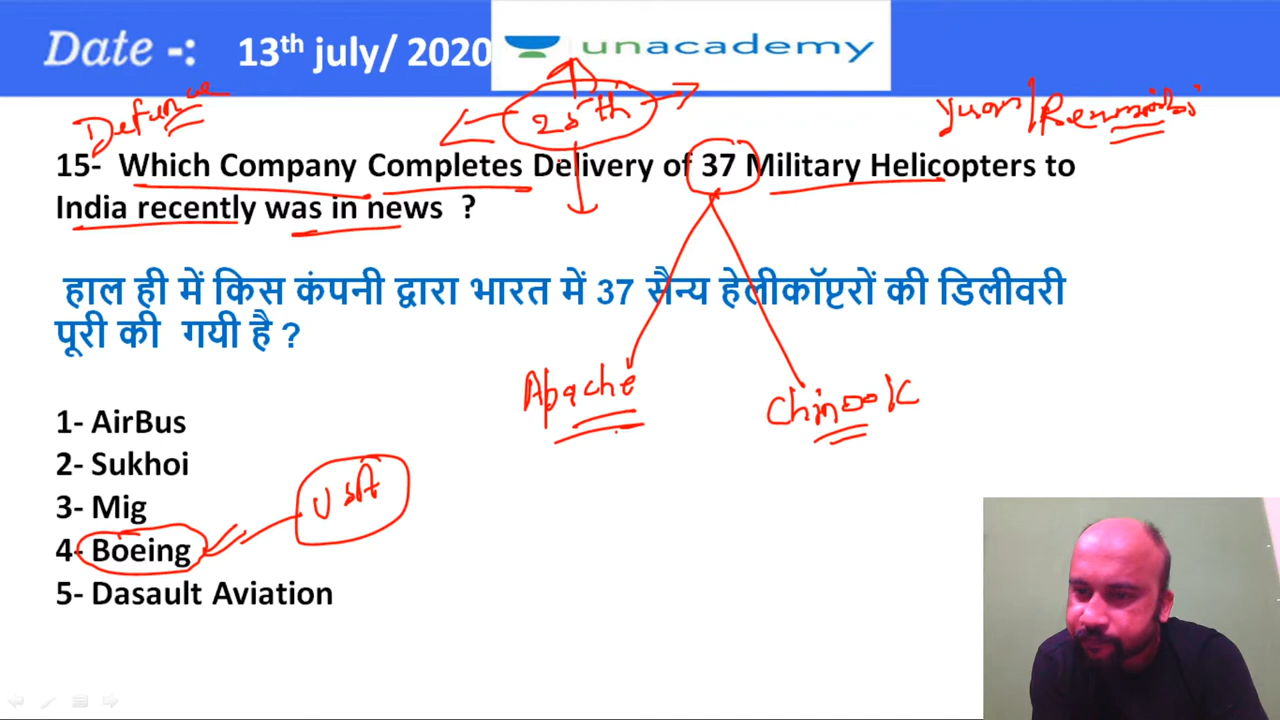 Date -: 13th july/ 2020
unacademy
Defence
25th
yuan/Renminbi
15- Which Company Completes Delivery of 37 Military Helicopters to
India recently was in news ?
हाल ही में किस कंपनी द्वारा भारत में 37 सैन्य हेलीकॉप्टरों की डिलीवरी
पूरी की गयी है ?
Apache
Chinook
1- AirBus
2- Sukhoi
3- Mig
USA
4- Boeing
5- Dasault Aviation